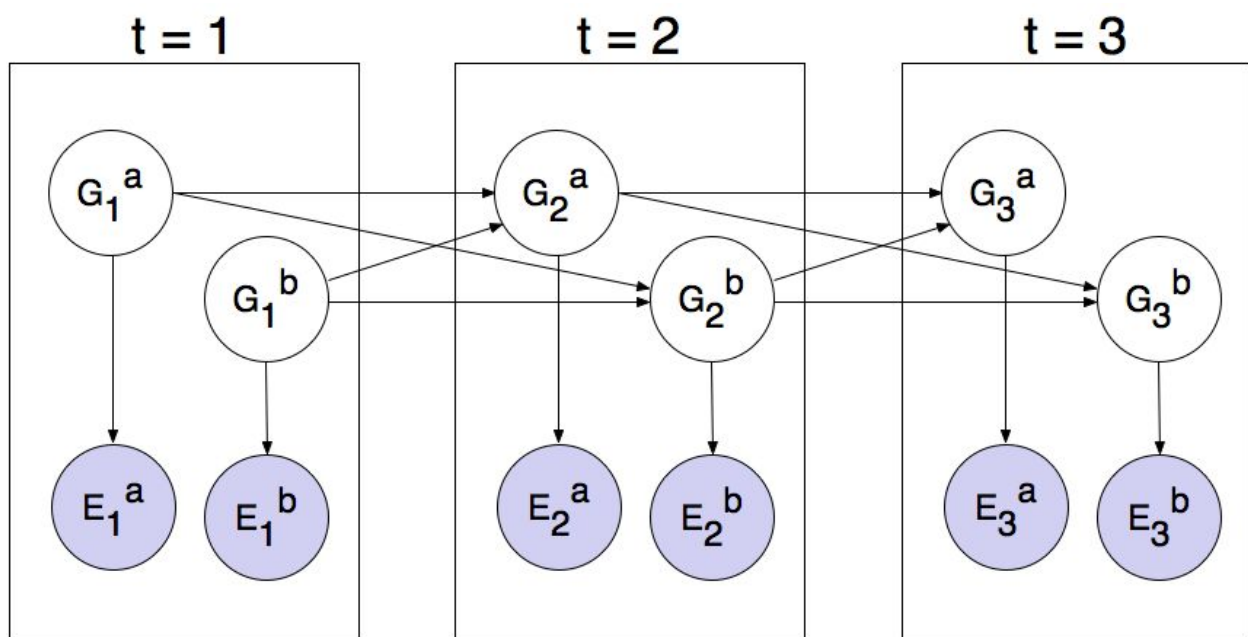 t = 1 t = 2 t = 3
G₁ᵃ G₂ᵃ G₃ᵃ
G₁ᵇ G₂ᵇ G₃ᵇ
E₁ᵃ E₁ᵇ E₂ᵃ E₂ᵇ E₃ᵃ E₃ᵇ